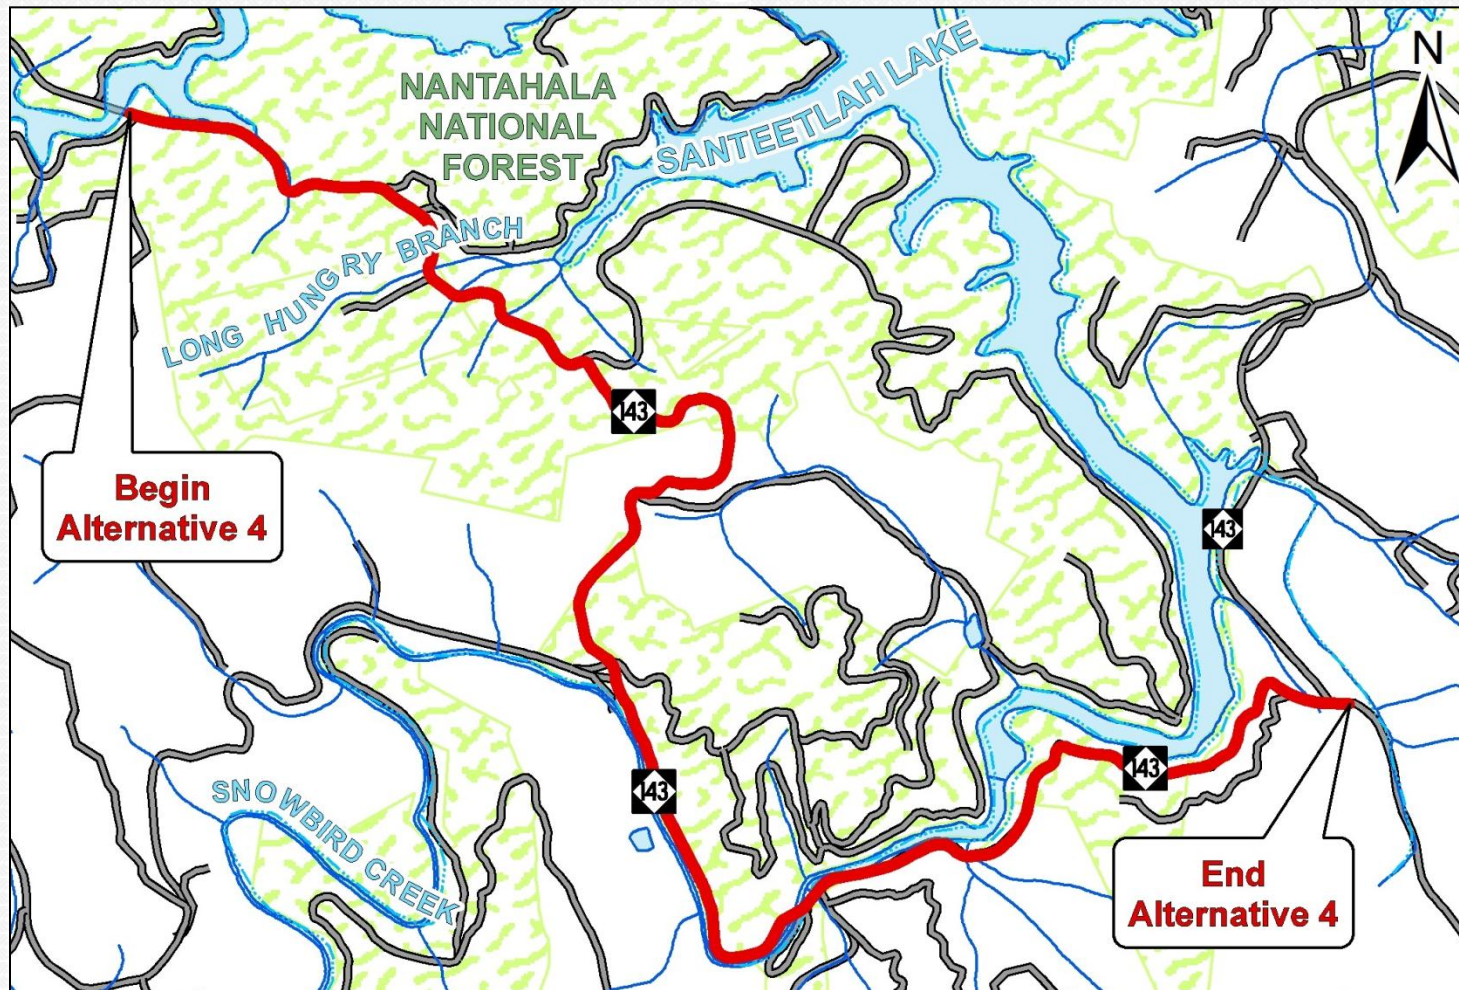 N
NANTAHALA
NATIONAL
FOREST
SANTEETLAH LAKE
LONG HUNGRY BRANCH
143
Begin
Alternative 4
143
143
143
SNOWBIRD CREEK
End
Alternative 4